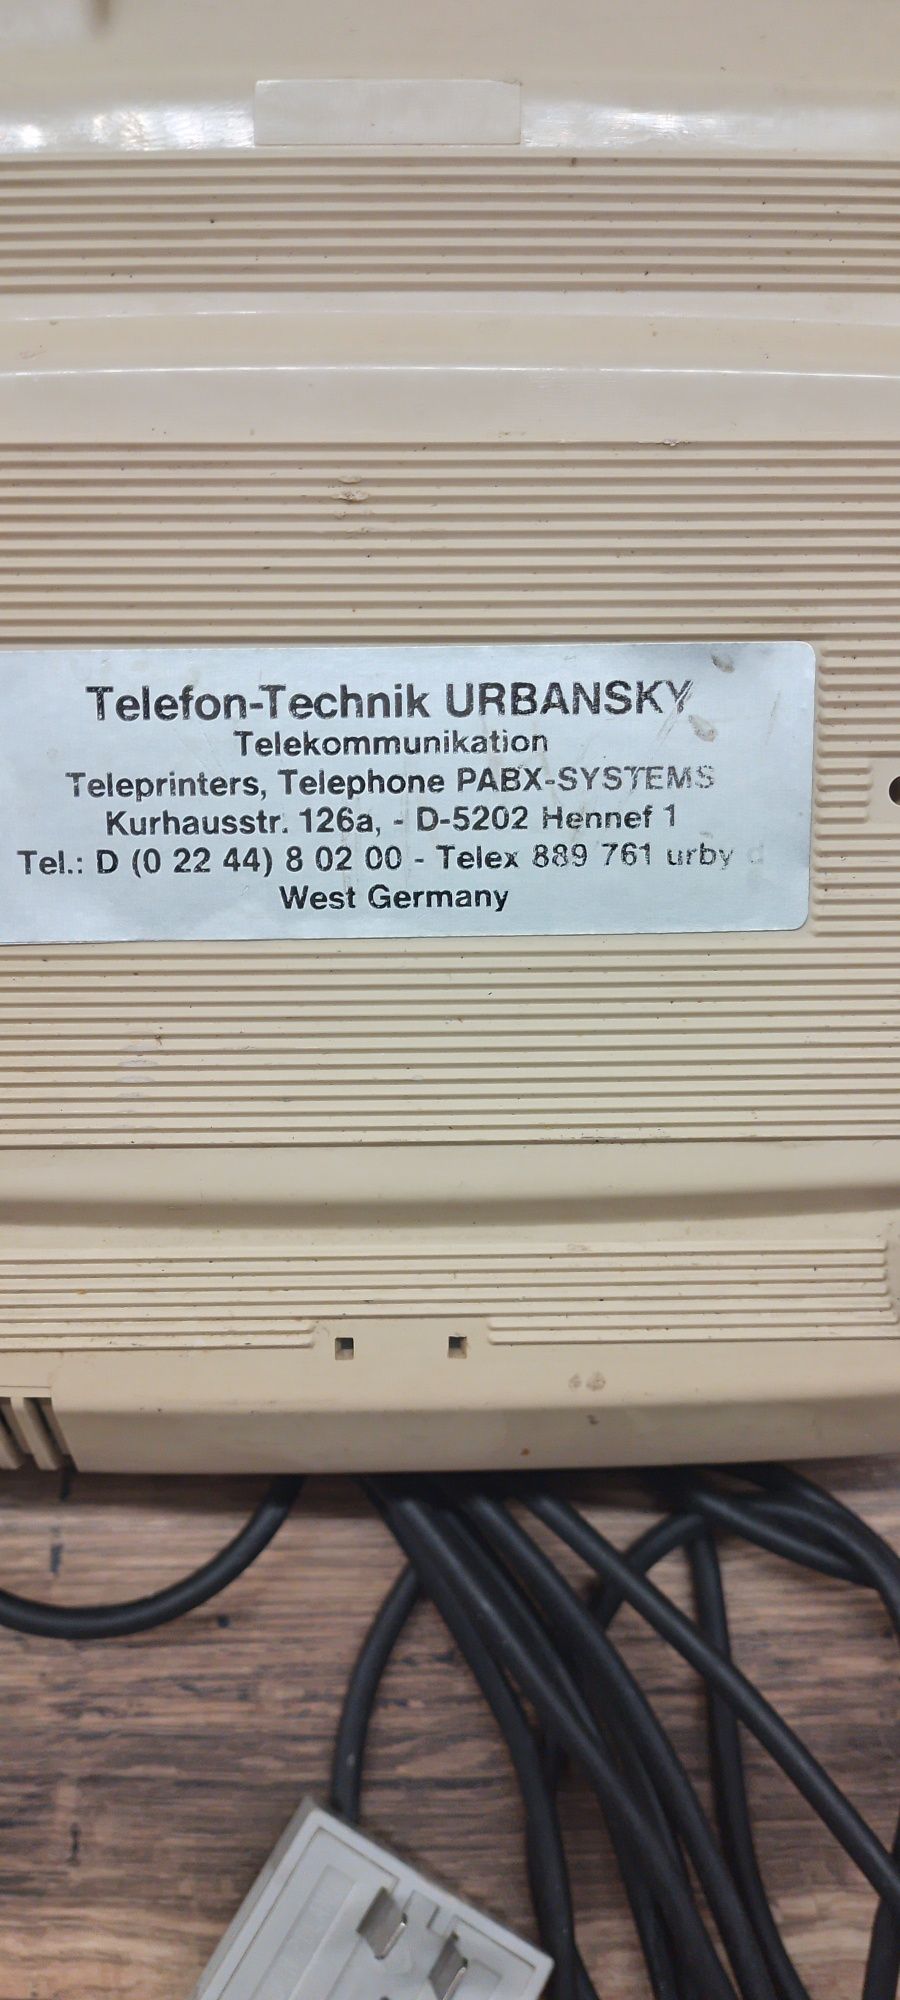 Telefon-Technik URBANSKY
Telekommunikation
Teleprinters, Telephone PABX-SYSTEMS
Kurhausstr. 126a, - D-5202 Hennef 1
Tel.: D (0 22 44) 8 02 00 - Telex 889 761 urby d
West Germany